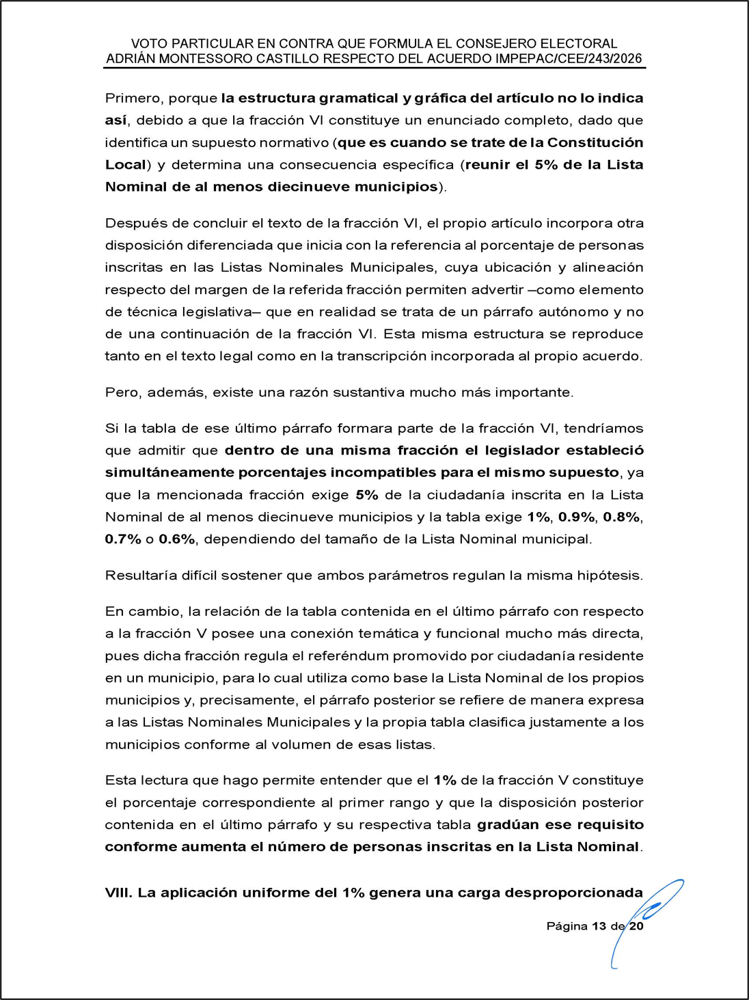 VOTO PARTICULAR EN CONTRA QUE FORMULA EL CONSEJERO ELECTORAL
ADRIÁN MONTESSORO CASTILLO RESPECTO DEL ACUERDO IMPEPAC/CEE/243/2026
Primero, porque la estructura gramatical y gráfica del artículo no lo indica
así, debido a que la fracción VI constituye un enunciado completo, dado que
identifica un supuesto normativo (que es cuando se trate de la Constitución
Local) y determina una consecuencia específica (reunir el 5% de la Lista
Nominal de al menos diecinueve municipios).
Después de concluir el texto de la fracción VI, el propio artículo incorpora otra
disposición diferenciada que inicia con la referencia al porcentaje de personas
inscritas en las Listas Nominales Municipales, cuya ubicación y alineación
respecto del margen de la referida fracción permiten advertir –como elemento
de técnica legislativa– que en realidad se trata de un párrafo autónomo y no
de una continuación de la fracción VI. Esta misma estructura se reproduce
tanto en el texto legal como en la transcripción incorporada al propio acuerdo.
Pero, además, existe una razón sustantiva mucho más importante.
Si la tabla de ese último párrafo formara parte de la fracción VI, tendríamos
que admitir que dentro de una misma fracción el legislador estableció
simultáneamente porcentajes incompatibles para el mismo supuesto, ya
que la mencionada fracción exige 5% de la ciudadanía inscrita en la Lista
Nominal de al menos diecinueve municipios y la tabla exige 1%, 0.9%, 0.8%,
0.7% o 0.6%, dependiendo del tamaño de la Lista Nominal municipal.
Resultaría difícil sostener que ambos parámetros regulan la misma hipótesis.
En cambio, la relación de la tabla contenida en el último párrafo con respecto
a la fracción V posee una conexión temática y funcional mucho más directa,
pues dicha fracción regula el referéndum promovido por ciudadanía residente
en un municipio, para lo cual utiliza como base la Lista Nominal de los propios
municipios y, precisamente, el párrafo posterior se refiere de manera expresa
a las Listas Nominales Municipales y la propia tabla clasifica justamente a los
municipios conforme al volumen de esas listas.
Esta lectura que hago permite entender que el 1% de la fracción V constituye
el porcentaje correspondiente al primer rango y que la disposición posterior
contenida en el último párrafo y su respectiva tabla gradúan ese requisito
conforme aumenta el número de personas inscritas en la Lista Nominal.
VIII. La aplicación uniforme del 1% genera una carga desproporcionada
Página 13 de 20